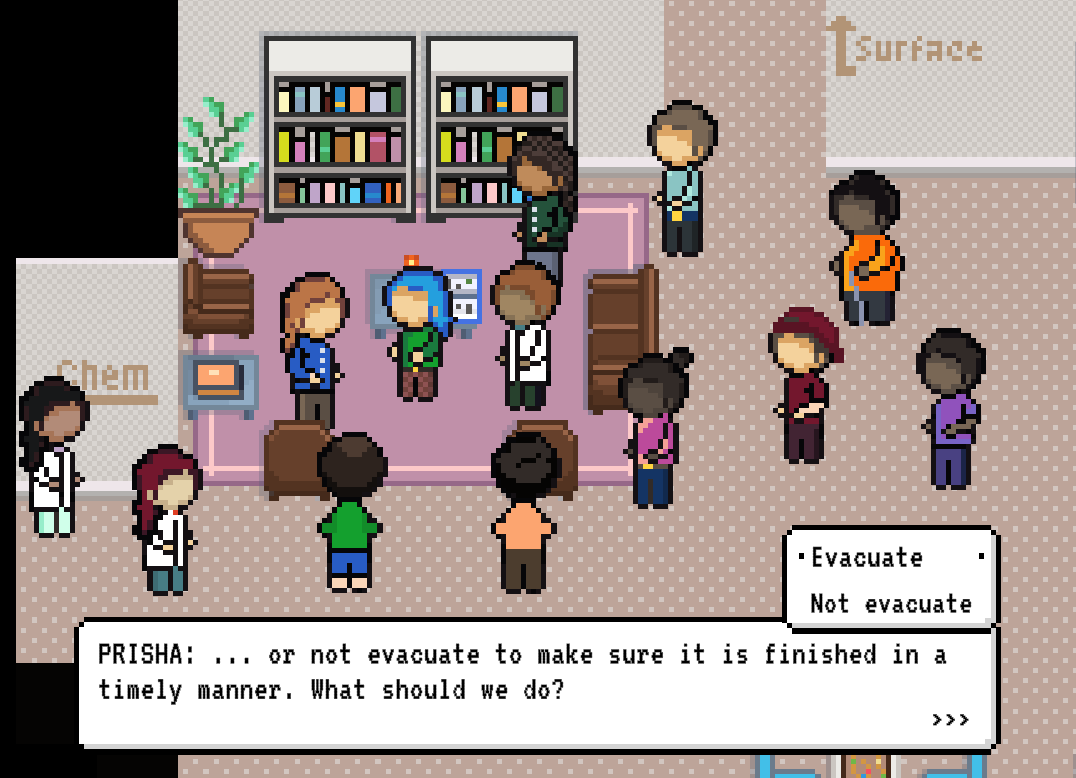 Surface
Chem
Evacuate
Not evacuate
PRISHA: ... or not evacuate to make sure it is finished in a
timely manner. What should we do?
>>>